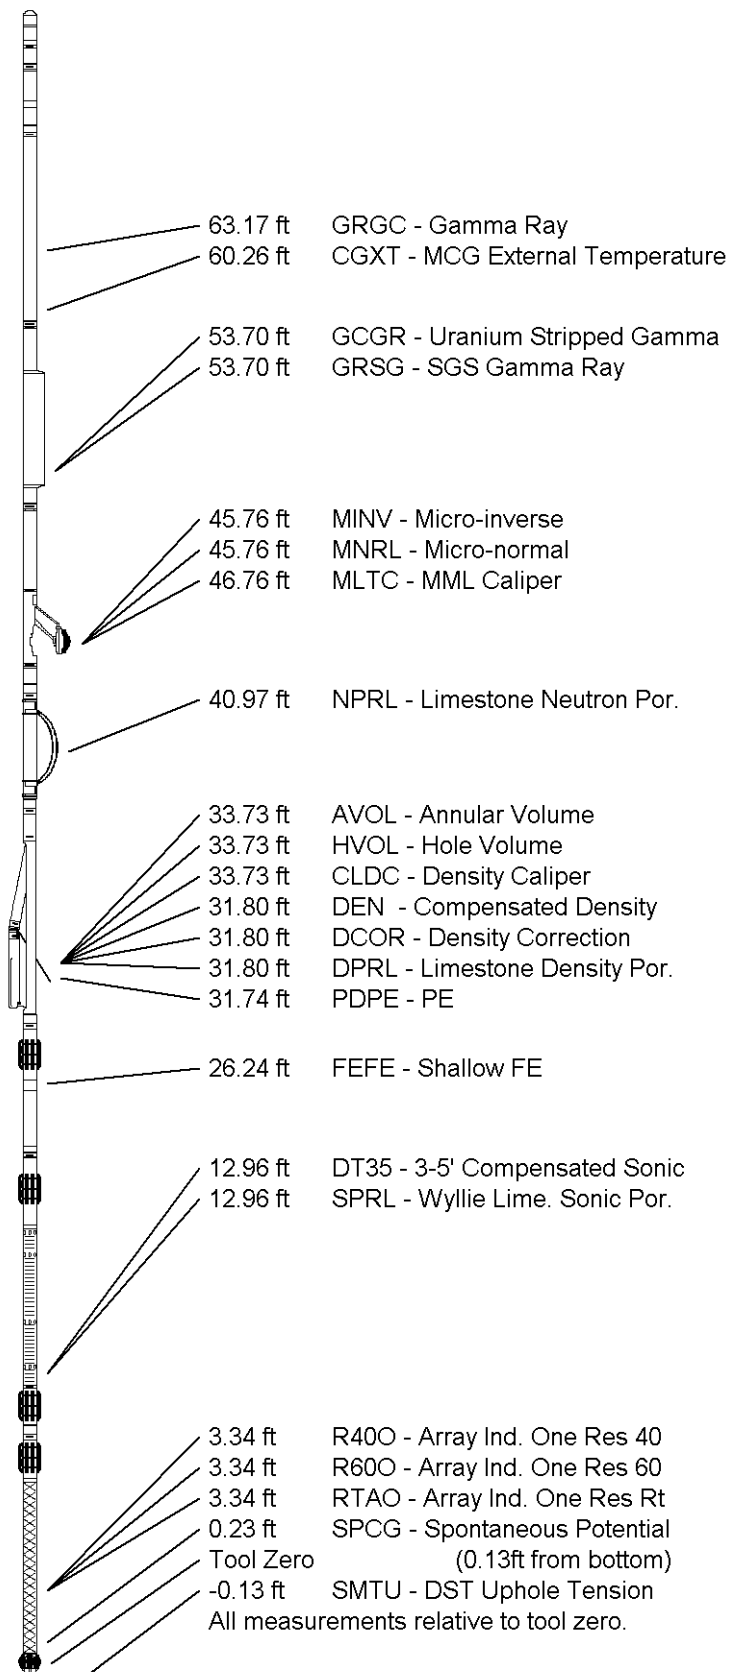 63.17 ft GRGC - Gamma Ray
60.26 ft CGXT - MCG External Temperature
53.70 ft GCGR - Uranium Stripped Gamma
53.70 ft GRSG - SGS Gamma Ray
45.76 ft MINV - Micro-inverse
45.76 ft MNRL - Micro-normal
46.76 ft MLTC - MML Caliper
40.97 ft NPRL - Limestone Neutron Por.
33.73 ft AVOL - Annular Volume
33.73 ft HVOL - Hole Volume
33.73 ft CLDC - Density Caliper
31.80 ft DEN - Compensated Density
31.80 ft DCOR - Density Correction
31.80 ft DPRL - Limestone Density Por.
31.74 ft PDPE - PE
26.24 ft FEFE - Shallow FE
12.96 ft DT35 - 3-5' Compensated Sonic
12.96 ft SPRL - Wyllie Lime. Sonic Por.
3.34 ft R40O - Array Ind. One Res 40
3.34 ft R60O - Array Ind. One Res 60
3.34 ft RTAO - Array Ind. One Res Rt
0.23 ft SPCG - Spontaneous Potential
Tool Zero (0.13ft from bottom)
-0.13 ft SMTU - DST Uphole Tension
All measurements relative to tool zero.